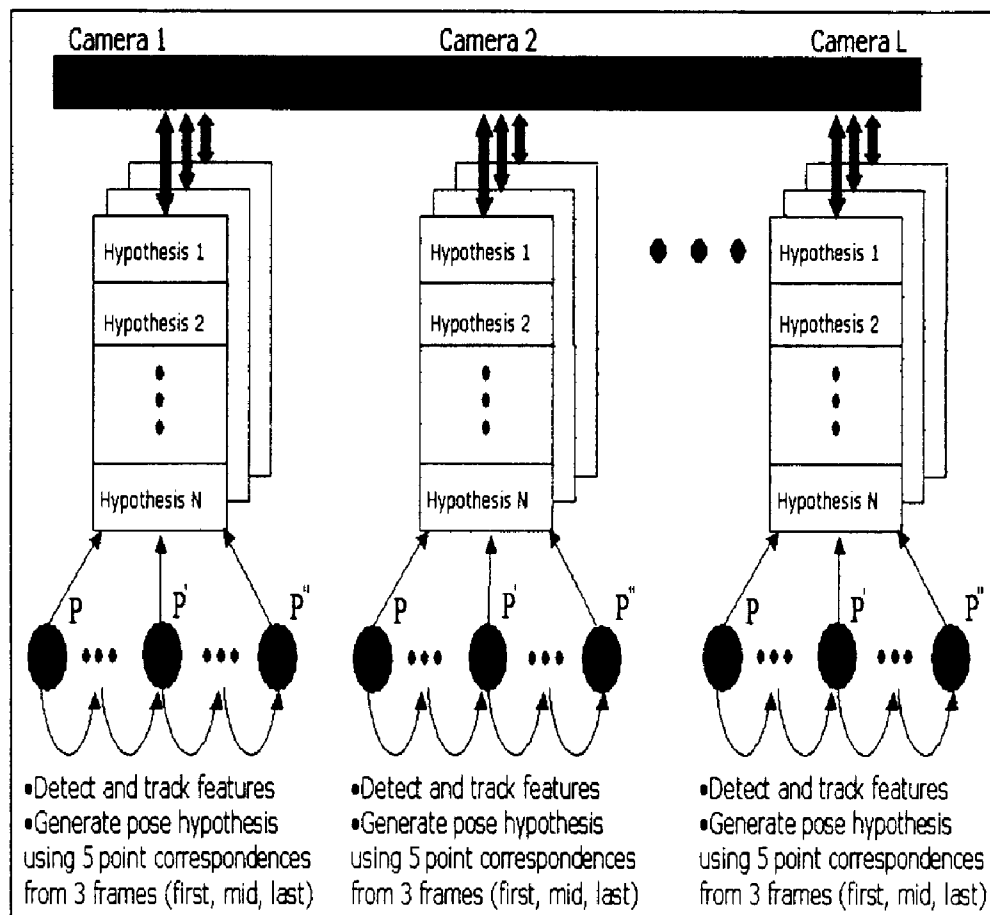 Camera 1
Camera 2
Camera L
Hypothesis 1
Hypothesis 2
Hypothesis N
Hypothesis 1
Hypothesis 2
Hypothesis N
Hypothesis 1
Hypothesis 2
Hypothesis N
P
P'
P"
P
P'
P"
P
P'
P"
•Detect and track features
•Generate pose hypothesis
using 5 point correspondences
from 3 frames (first, mid, last)
•Detect and track features
•Generate pose hypothesis
using 5 point correspondences
from 3 frames (first, mid, last)
•Detect and track features
•Generate pose hypothesis
using 5 point correspondences
from 3 frames (first, mid, last)